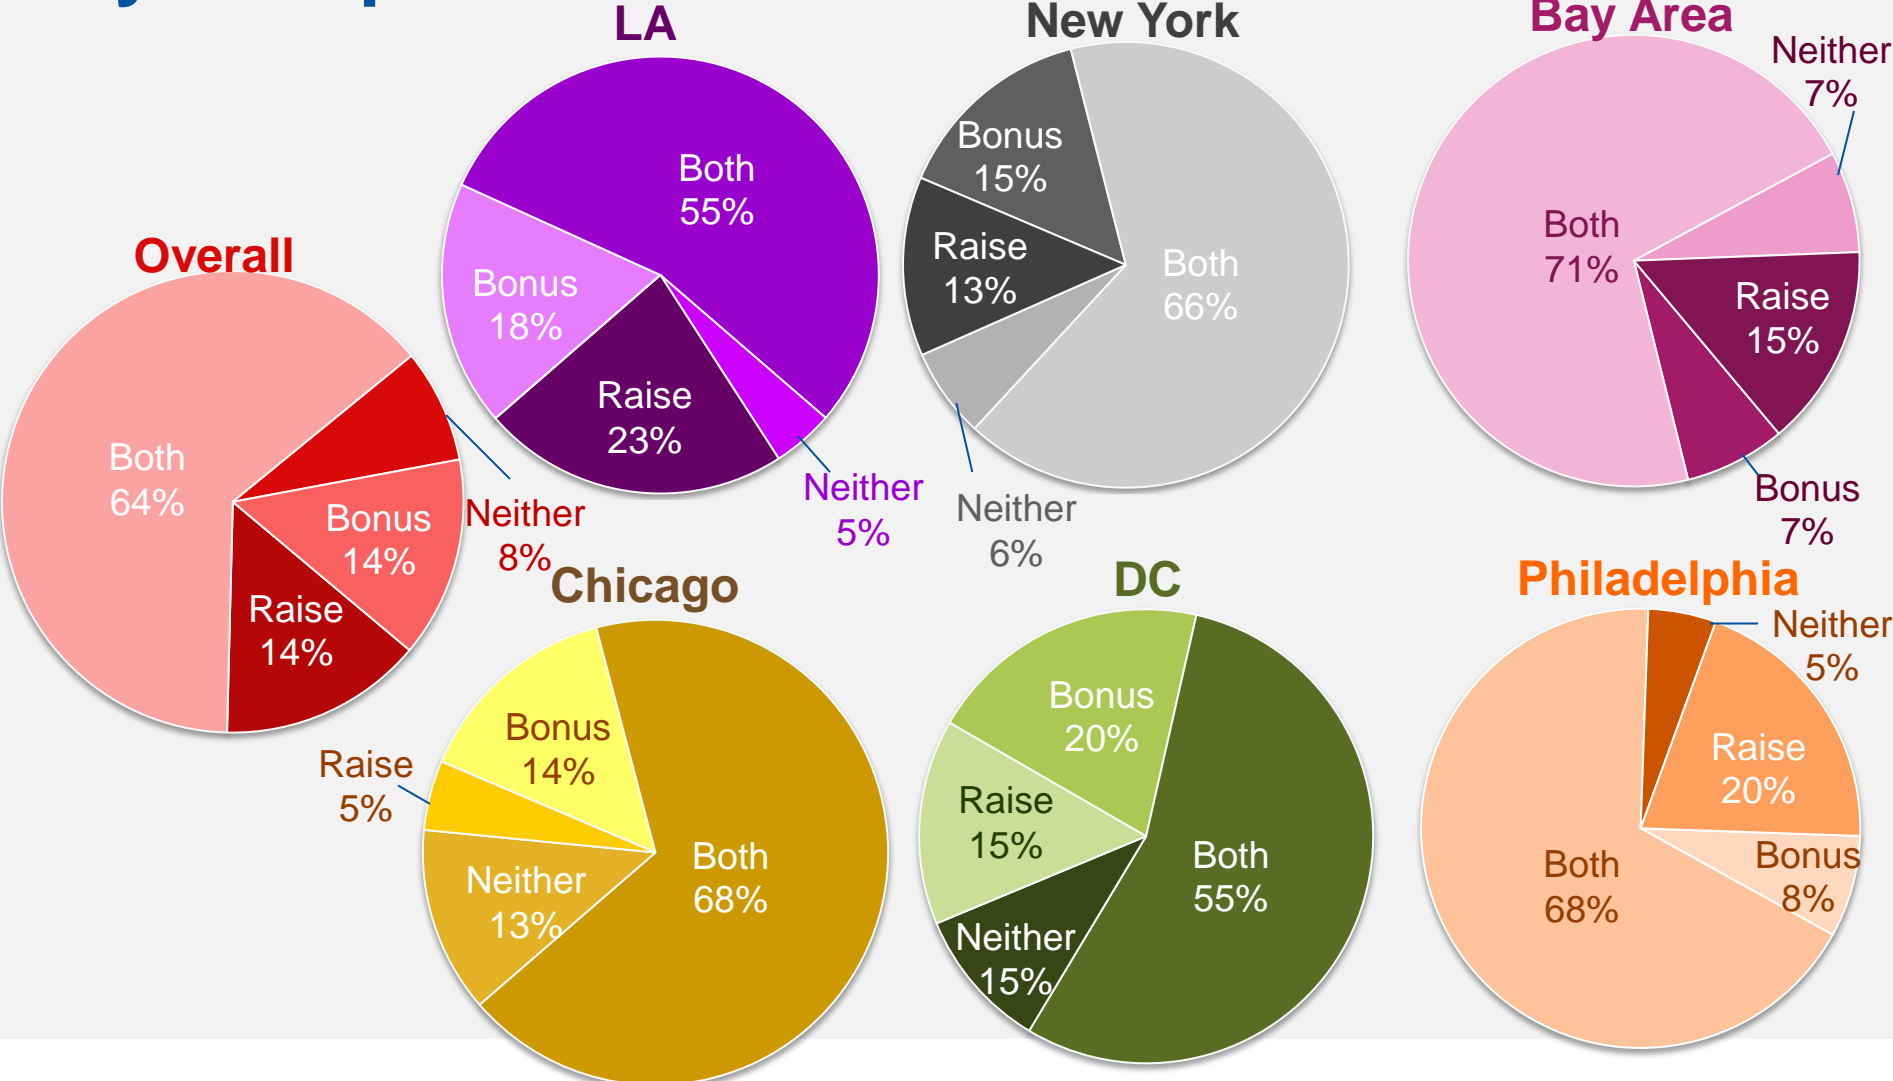 LA
New York
Bay Area
Neither
7%
Both
55%
Bonus
15%
Both
71%
Raise
13%
Both
66%
Raise
15%
Bonus
18%
Raise
23%
Neither
5%
Neither
6%
Bonus
7%
Overall
Both
64%
Neither
8%
Bonus
14%
Raise
14%
Chicago
Bonus
14%
Raise
5%
Neither
13%
Both
68%
DC
Bonus
20%
Raise
15%
Both
55%
Neither
15%
Philadelphia
Neither
5%
Raise
20%
Bonus
8%
Both
68%